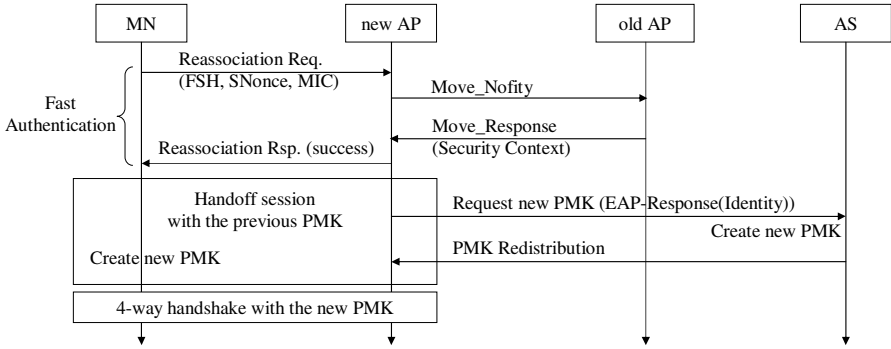 MN new AP old AP AS
Reassociation Req.
(FSH, SNonce, MIC)
Fast
Authentication
Move_Nofity
Move_Response
(Security Context)
Reassociation Rsp. (success)
Handoff session
with the previous PMK
Request new PMK (EAP-Response(Identity))
Create new PMK
PMK Redistribution
Create new PMK
4-way handshake with the new PMK